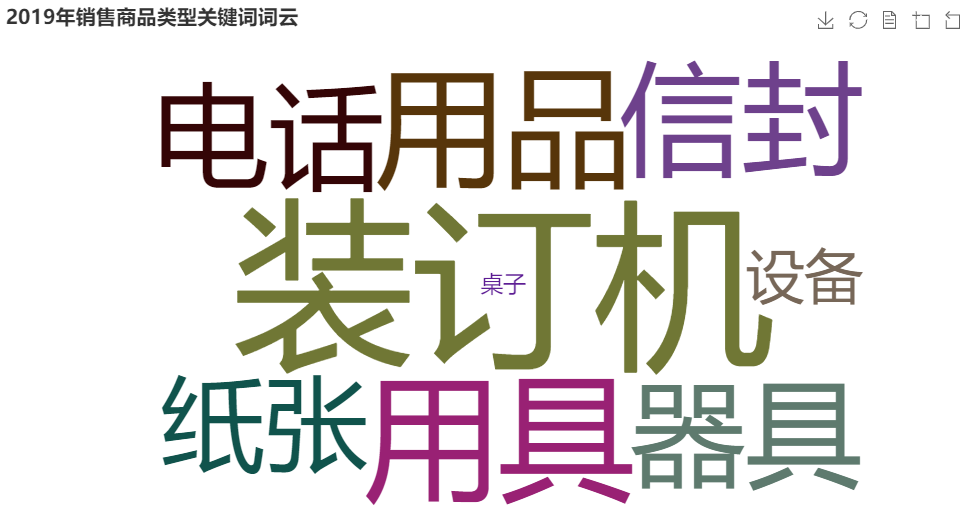 2019年销售商品类型关键词词云
电话
用品
信封
装订机
桌子
设备
纸张
用具
器具